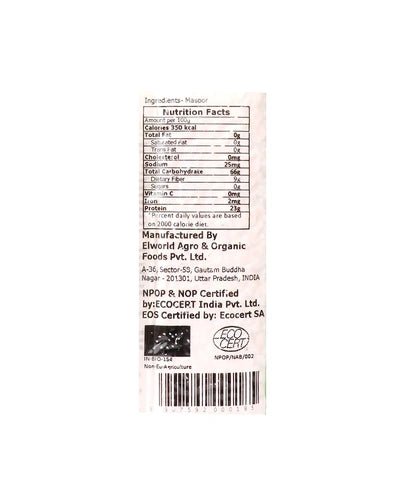 Ingredients- Masoor
Nutrition Facts
Amount per 100g
Calories 350 kcal
Total Fat 0g
Saturated Fat 0g
Trans Fat 0g
Cholesterol 0mg
Sodium 25mg
Total Carbohydrate 66g
Dietary Fiber 9g
Sugars 0g
Vitamin C 0mg
Iron 2mg
Protein 23g
*Percent daily values are based
on 2000 calorie diet.
Manufactured By
Elworld Agro & Organic
Foods Pvt. Ltd.
A-36, Sector-58, Gautam Buddha
Nagar - 201301, Uttar Pradesh, INDIA
NPOP & NOP Certified
by:ECOCERT India Pvt. Ltd.
EOS Certified by: Ecocert SA
ECO
CERT
IN-BIO-154
NPOP/NAB/002
Non-Eu-Agriculture